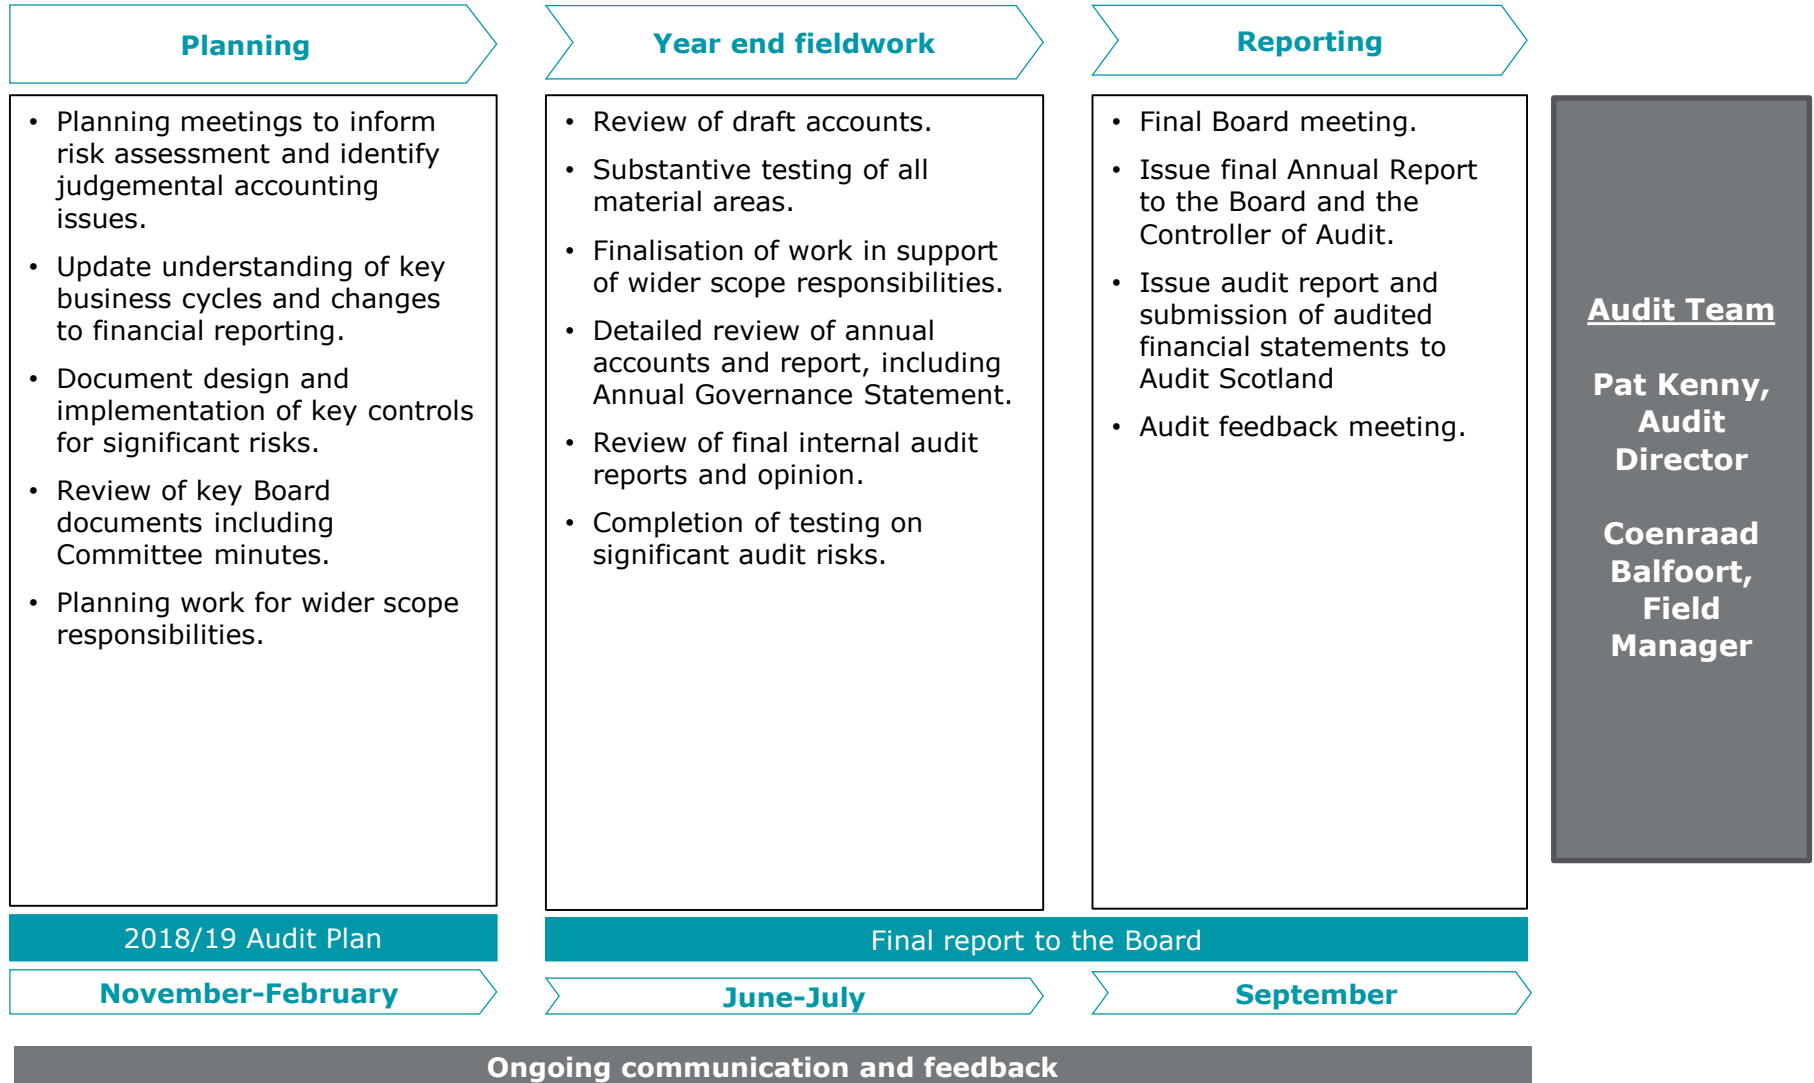 Planning
• Planning meetings to inform
risk assessment and identify
judgemental accounting
issues.
• Update understanding of key
business cycles and changes
to financial reporting.
• Document design and
implementation of key controls
for significant risks.
• Review of key Board
documents including
Committee minutes.
• Planning work for wider scope
responsibilities.
2018/19 Audit Plan
November-February
Year end fieldwork
• Review of draft accounts.
• Substantive testing of all
material areas.
• Finalisation of work in support
of wider scope responsibilities.
• Detailed review of annual
accounts and report, including
Annual Governance Statement.
• Review of final internal audit
reports and opinion.
• Completion of testing on
significant audit risks.
June-July
Reporting
• Final Board meeting.
• Issue final Annual Report
to the Board and the
Controller of Audit.
• Issue audit report and
submission of audited
financial statements to
Audit Scotland
• Audit feedback meeting.
Final report to the Board
September
Audit Team
Pat Kenny,
Audit
Director
Coenraad
Balfoort,
Field
Manager
Ongoing communication and feedback